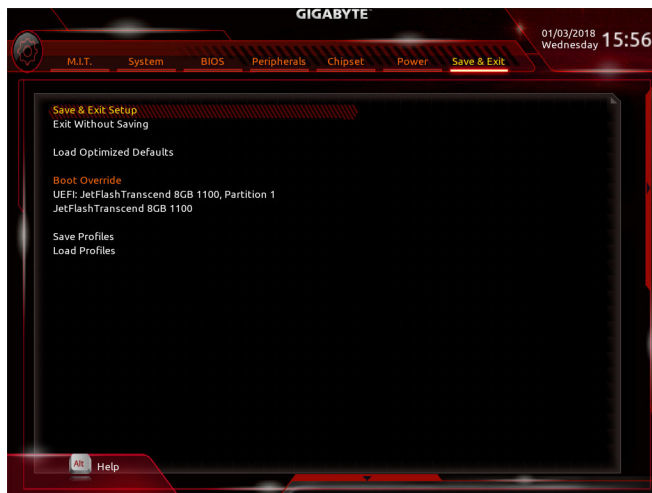 GIGABYTE™
01/03/2018
Wednesday 15:56
M.I.T. System BIOS Peripherals Chipset Power Save & Exit
Save & Exit Setup
Exit Without Saving
Load Optimized Defaults
Boot Override
UEFI: JetFlashTranscend 8GB 1100, Partition 1
JetFlashTranscend 8GB 1100
Save Profiles
Load Profiles
Alt Help